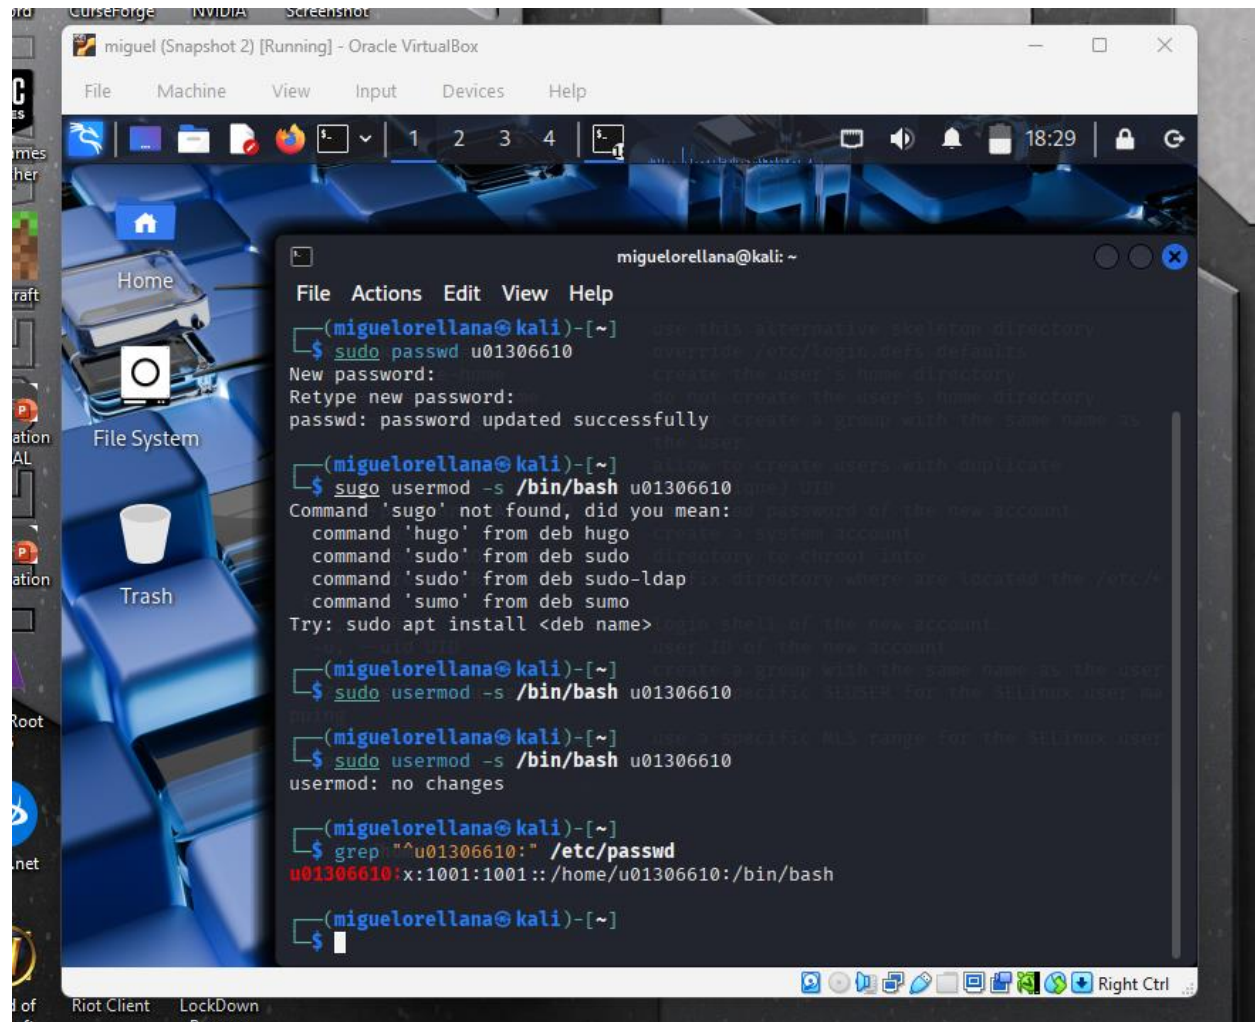 CurseForge NVIDIA Screenshot
miguel (Snapshot 2) [Running] - Oracle VirtualBox
File Machine View Input Devices Help
1 2 3 4 18:29
Home
File System
Trash
miguelorellana@kali: ~
File Actions Edit View Help
┌──(miguelorellana㉿kali)-[~]
└─$ sudo passwd u01306610
New password:
Retype new password:
passwd: password updated successfully
┌──(miguelorellana㉿kali)-[~]
└─$ sugo usermod -s /bin/bash u01306610
Command 'sugo' not found, did you mean:
command 'hugo' from deb hugo
command 'sudo' from deb sudo
command 'sudo' from deb sudo-ldap
command 'sumo' from deb sumo
Try: sudo apt install <deb name>
┌──(miguelorellana㉿kali)-[~]
└─$ sudo usermod -s /bin/bash u01306610
┌──(miguelorellana㉿kali)-[~]
└─$ sudo usermod -s /bin/bash u01306610
usermod: no changes
┌──(miguelorellana㉿kali)-[~]
└─$ grep "^u01306610:" /etc/passwd
u01306610:x:1001:1001::/home/u01306610:/bin/bash
┌──(miguelorellana㉿kali)-[~]
└─$
Right Ctrl
Riot Client LockDown